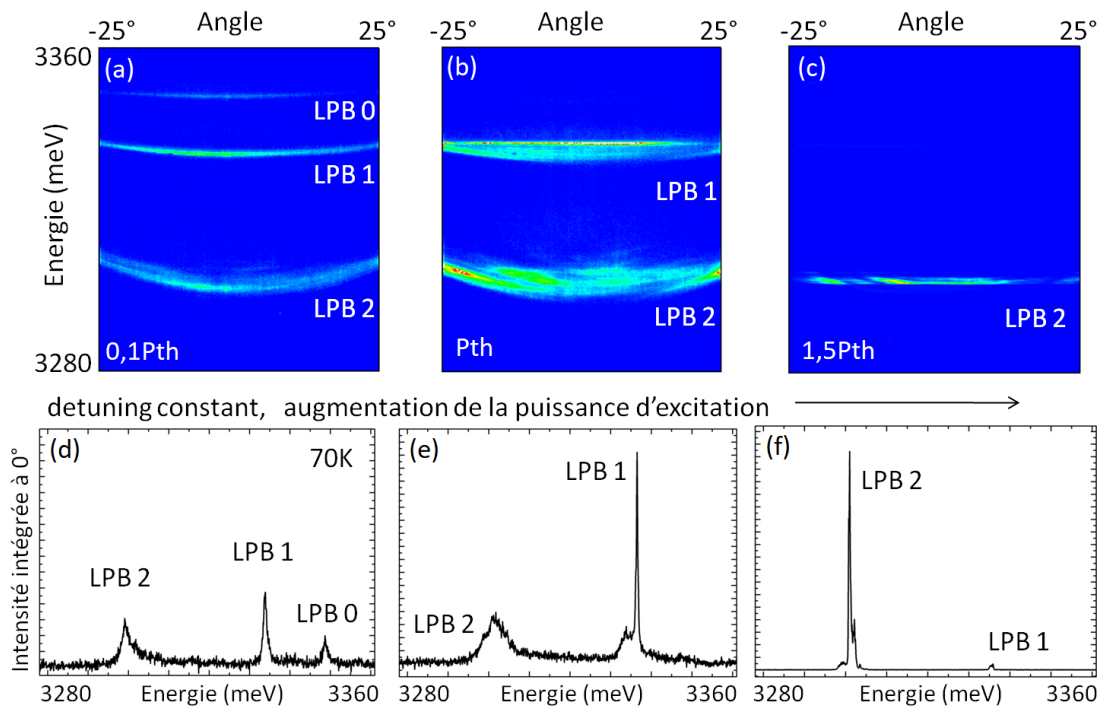 -25° Angle 25° -25° Angle 25° -25° Angle 25°
3360
Energie (meV)
3280
(a)
LPB 0
LPB 1
LPB 2
0,1Pth
(b)
LPB 1
LPB 2
Pth
(c)
LPB 2
1,5Pth
detuning constant, augmentation de la puissance d'excitation
Intensité intégrée à 0°
(d)
70K
LPB 2
LPB 1
LPB 0
3280 Energie (meV) 3360
(e)
LPB 1
LPB 2
3280 Energie (meV) 3360
(f)
LPB 2
LPB 1
3280 Energie (meV) 3360